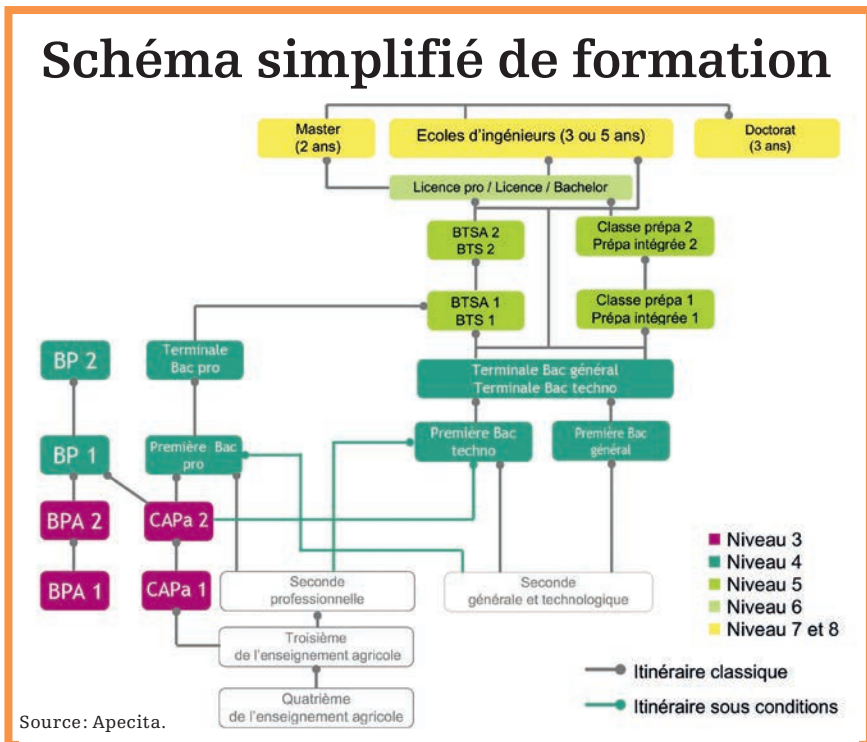 Schéma simplifié de formation
Master
(2 ans)
Ecoles d'ingénieurs (3 ou 5 ans)
Doctorat
(3 ans)
Licence pro / Licence / Bachelor
BTSA 2
BTS 2
Classe prépa 2
Prépa intégrée 2
BTSA 1
BTS 1
Classe prépa 1
Prépa intégrée 1
BP 2
Terminale
Bac pro
Terminale Bac général
Terminale Bac techno
BP 1
Première Bac
pro
Première Bac
techno
Première Bac
général
BPA 2
CAPa 2
BPA 1
CAPa 1
Seconde
professionnelle
Seconde
générale et technologique
Troisième
de l'enseignement agricole
Quatrième
de l'enseignement agricole
Niveau 3
Niveau 4
Niveau 5
Niveau 6
Niveau 7 et 8
Itinéraire classique
Itinéraire sous conditions
Source: Apecita.